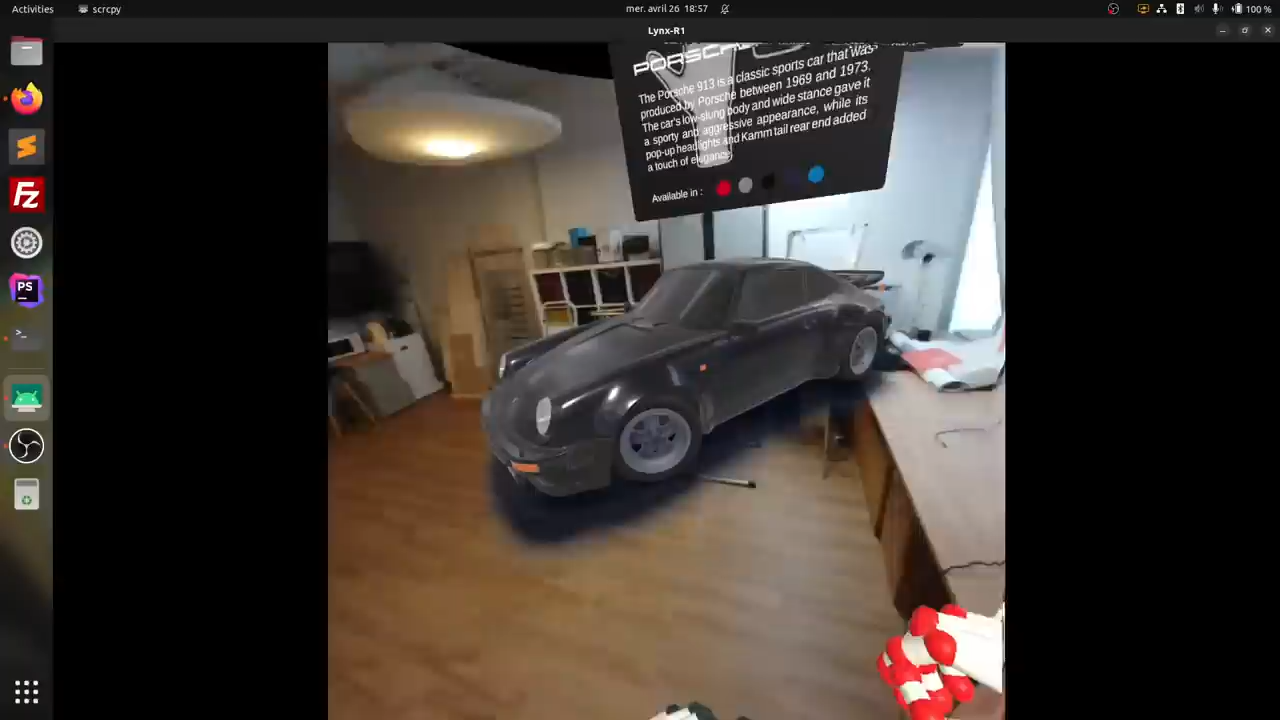 Activities
scrcpy
mer. avril 26 18:57
100 %
Lynx-R1
PORSCHE
The Porsche 913 is a classic sports car that was
produced by Porsche between 1969 and 1973.
The car's low-slung body and wide stance gave it
a sporty and aggressive appearance, while its
pop-up headlights and Kamm tail rear end added
a touch of elegance.
Available in :
Fz
PS
>_